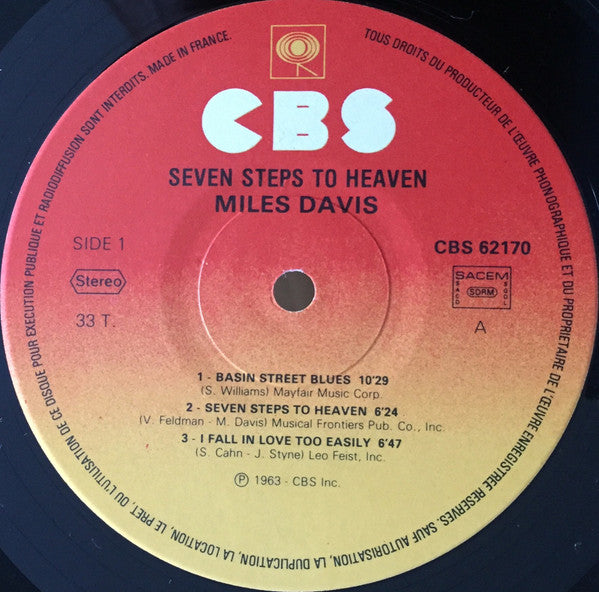 TOUS DROITS DU PRODUCTEUR DE L'ŒUVRE PHONOGRAPHIQUE ET DU PROPRIETAIRE DE L'ŒUVRE ENREGISTREE RESERVES. SAUF AUTORISATION, LA DUPLICATION, LA LOCATION, LE PRET, OU L'UTILISATION DE CE DISQUE POUR EXECUTION PUBLIQUE ET RADIODIFFUSION SONT INTERDITS. MADE IN FRANCE.
CBS
SEVEN STEPS TO HEAVEN
MILES DAVIS
SIDE 1
CBS 62170
Stereo
SACEM
SACD
SDRM
SGDL
33 T.
A
1 - BASIN STREET BLUES 10'29
(S. Williams) Mayfair Music Corp.
2 - SEVEN STEPS TO HEAVEN 6'24
(V. Feldman - M. Davis) Musical Frontiers Pub. Co., Inc.
3 - I FALL IN LOVE TOO EASILY 6'47
(S. Cahn - J. Styne) Leo Feist, Inc.
Ⓟ 1963 - CBS Inc.